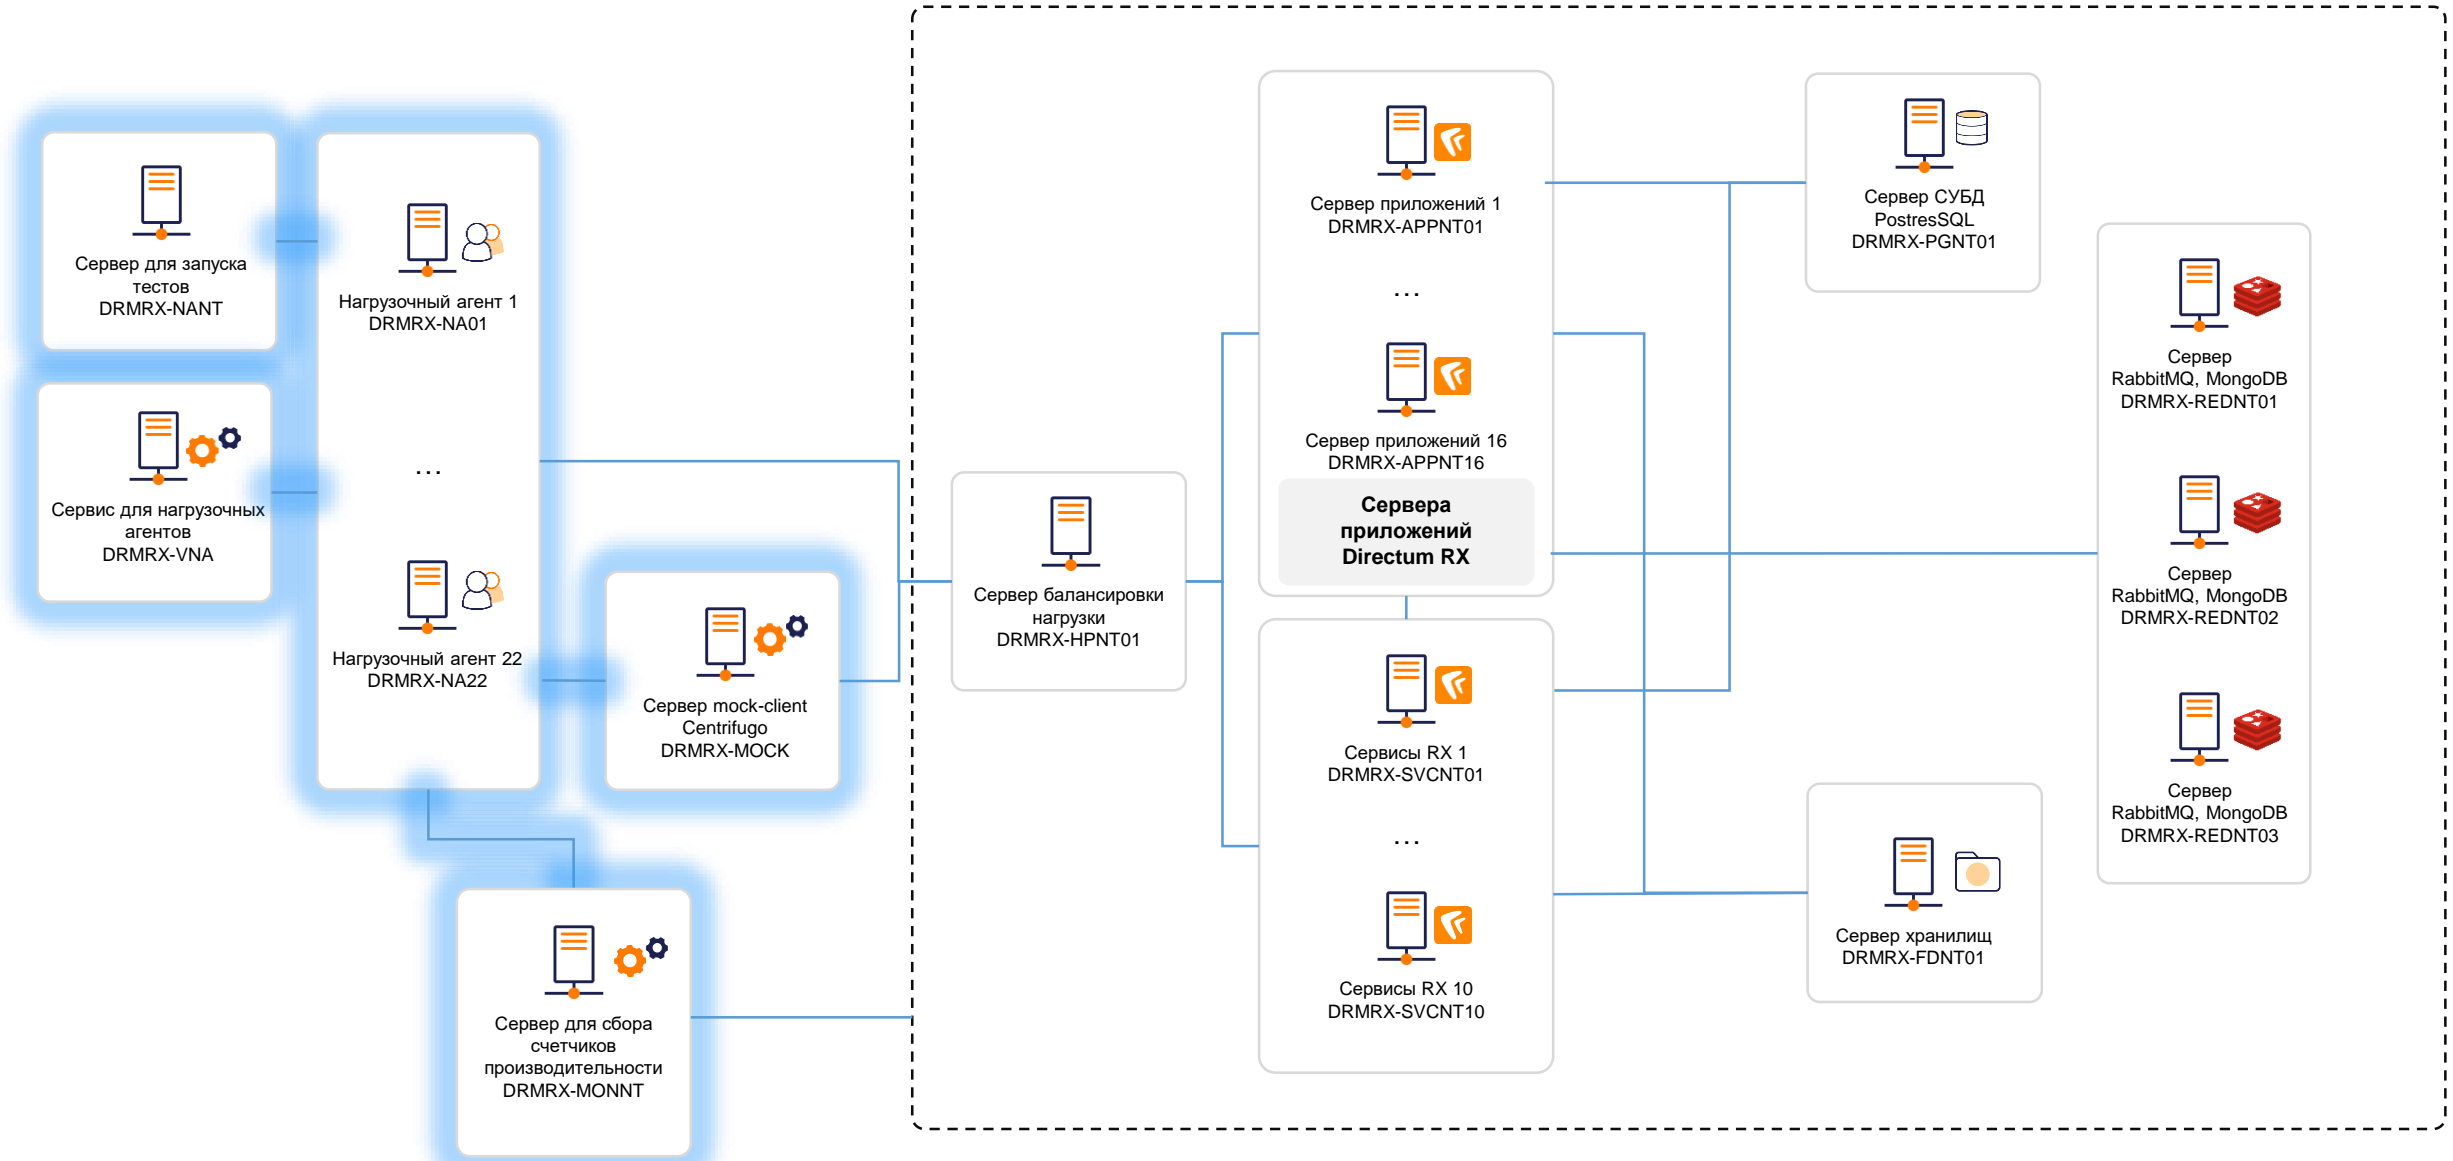 Сервер для запуска
тестов
DRMRX-NANT
Сервис для нагрузочных
агентов
DRMRX-VNA
Нагрузочный агент 1
DRMRX-NA01
...
Нагрузочный агент 22
DRMRX-NA22
Сервер mock-client
Centrifugo
DRMRX-MOCK
Сервер для сбора
счетчиков
производительности
DRMRX-MONNT
Сервер балансировки
нагрузки
DRMRX-HPNT01
Сервер приложений 1
DRMRX-APPNT01
...
Сервер приложений 16
DRMRX-APPNT16
Сервера
приложений
Directum RX
Сервисы RX 1
DRMRX-SVCNT01
...
Сервисы RX 10
DRMRX-SVCNT10
Сервер СУБД
PostresSQL
DRMRX-PGNT01
Сервер хранилищ
DRMRX-FDNT01
Сервер
RabbitMQ, MongoDB
DRMRX-REDNT01
Сервер
RabbitMQ, MongoDB
DRMRX-REDNT02
Сервер
RabbitMQ, MongoDB
DRMRX-REDNT03